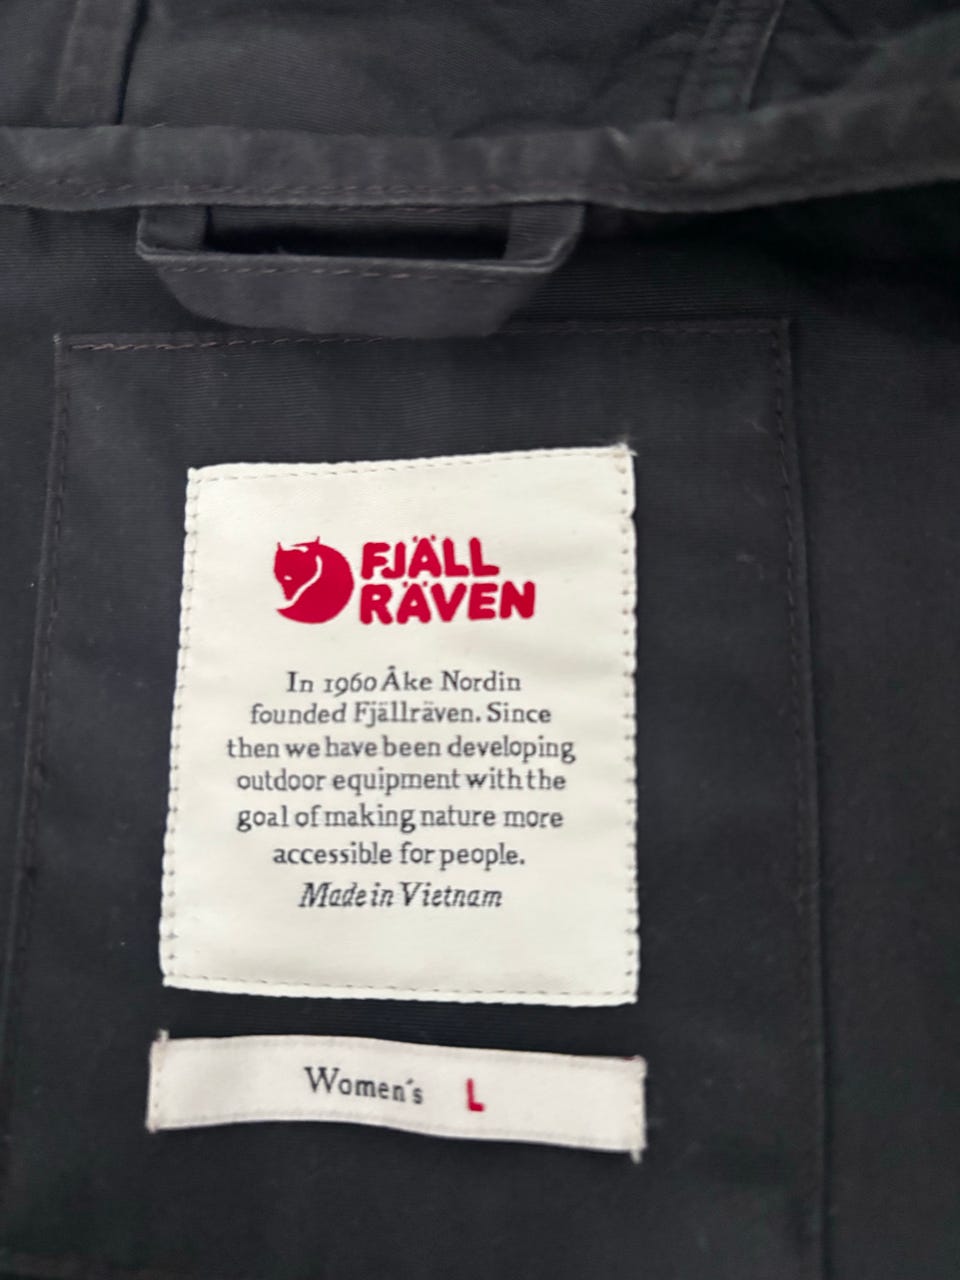 FJÄLL
RÄVEN
In 1960 Åke Nordin
founded Fjällräven. Since
then we have been developing
outdoor equipment with the
goal of making nature more
accessible for people.
Made in Vietnam
Women's L